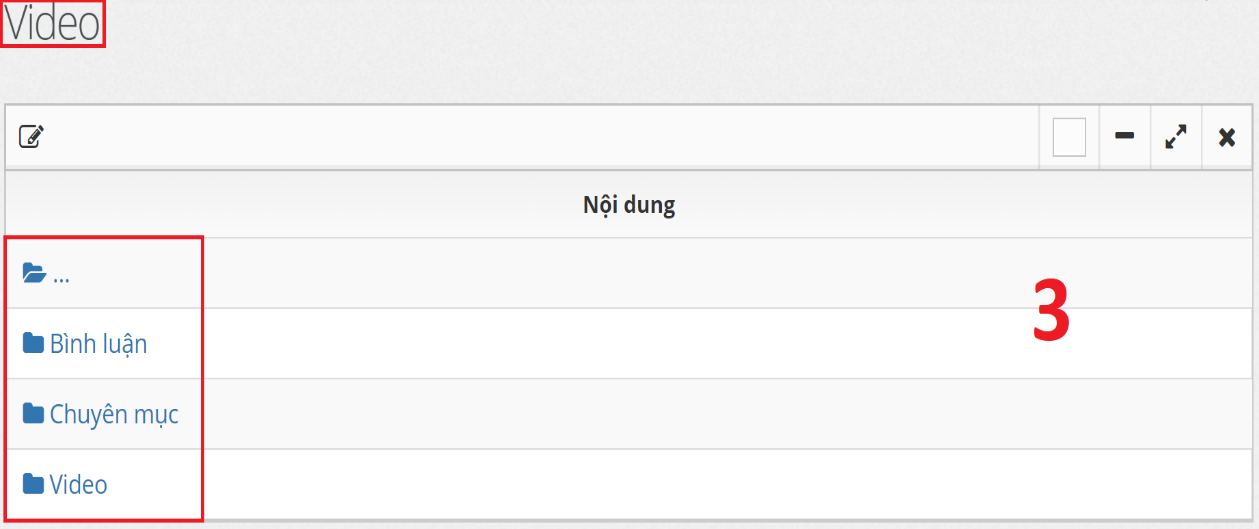 Video
Nội dung
...
Bình luận
3
Chuyên mục
Video